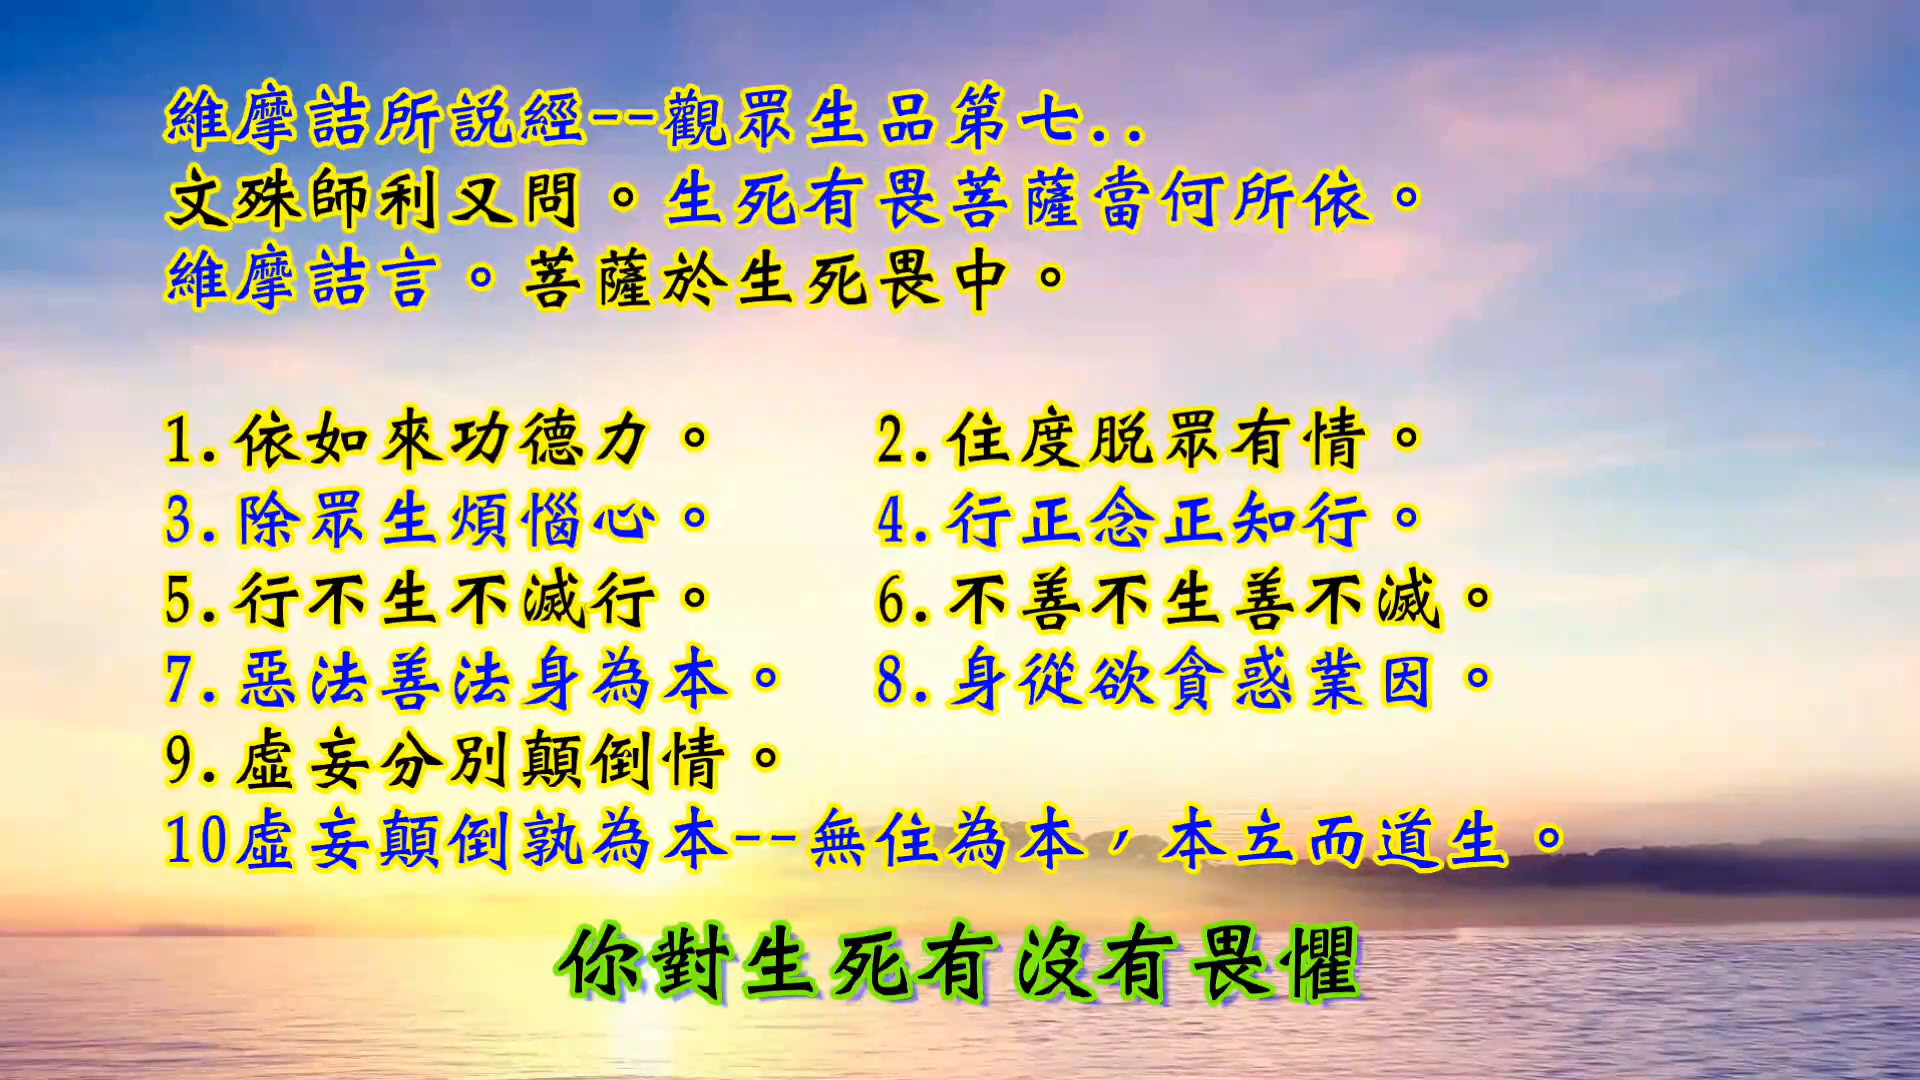 維摩詰所説經--觀眾生品第七..
文殊師利又問。生死有畏菩薩當何所依。
維摩詰言。菩薩於生死畏中。
1.依如來功德力。 2.住度脫眾有情。
3.除眾生煩惱心。 4.行正念正知行。
5.行不生不滅行。 6.不善不生善不滅。
7.惡法善法身為本。 8.身從欲貪惑業因。
9.虛妄分別顛倒情。
10虛妄顛倒孰為本--無住為本，本立而道生。
你對生死有沒有畏懼